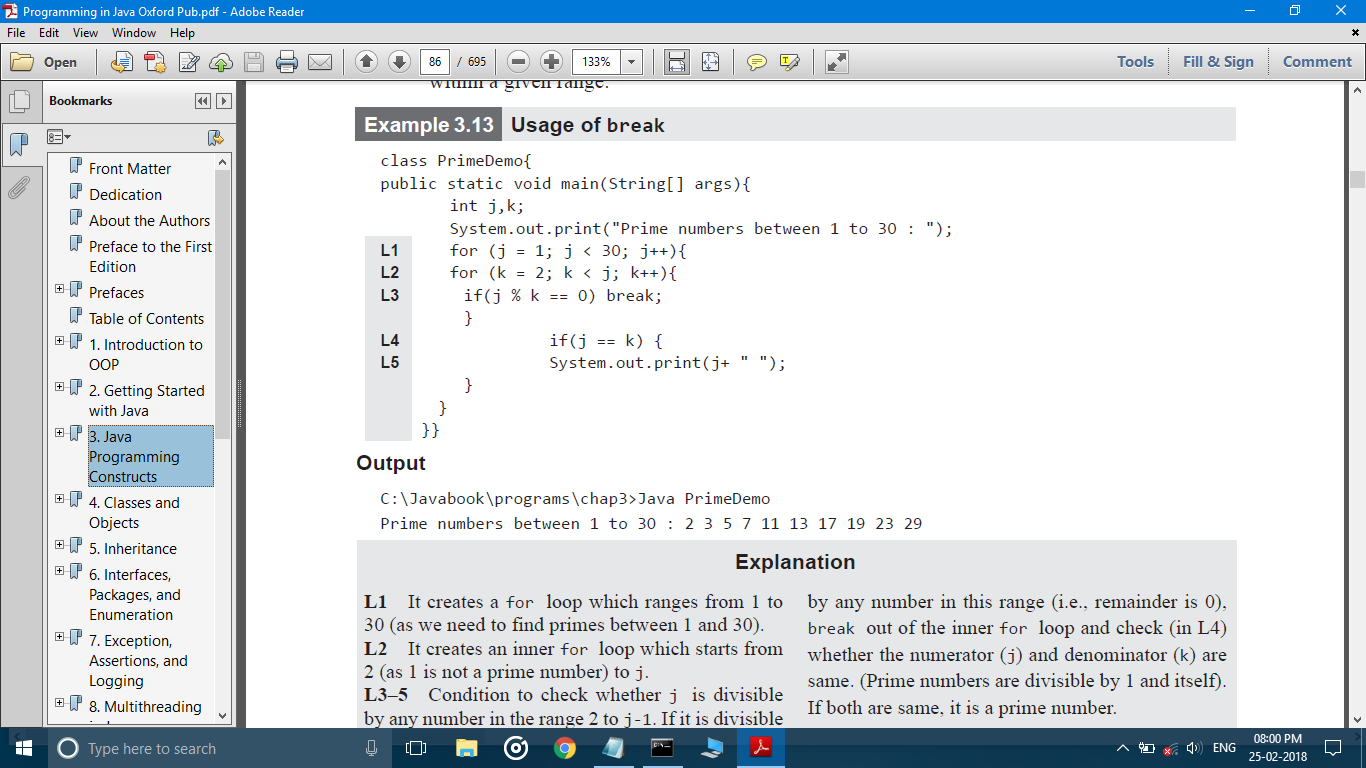 Programming in Java Oxford Pub.pdf - Adobe Reader
File Edit View Window Help
Open 86 / 695 133% Tools Fill & Sign Comment
Bookmarks
Front Matter
Dedication
About the Authors
Preface to the First
Edition
Prefaces
Table of Contents
1. Introduction to
OOP
2. Getting Started
with Java
3. Java
Programming
Constructs
4. Classes and
Objects
5. Inheritance
6. Interfaces,
Packages, and
Enumeration
7. Exception,
Assertions, and
Logging
8. Multithreading
within a given range.
Example 3.13 Usage of break
class PrimeDemo{
public static void main(String[] args){
int j,k;
System.out.print("Prime numbers between 1 to 30 : ");
L1 for (j = 1; j < 30; j++){
L2 for (k = 2; k < j; k++){
L3 if(j % k == 0) break;
}
L4 if(j == k) {
L5 System.out.print(j+ " ");
}
}
}}
Output
C:\Javabook\programs\chap3>Java PrimeDemo
Prime numbers between 1 to 30 : 2 3 5 7 11 13 17 19 23 29
Explanation
L1 It creates a for loop which ranges from 1 to
30 (as we need to find primes between 1 and 30).
L2 It creates an inner for loop which starts from
2 (as 1 is not a prime number) to j.
L3–5 Condition to check whether j is divisible
by any number in the range 2 to j-1. If it is divisible
by any number in this range (i.e., remainder is 0),
break out of the inner for loop and check (in L4)
whether the numerator (j) and denominator (k) are
same. (Prime numbers are divisible by 1 and itself).
If both are same, it is a prime number.
Type here to search
ENG
08:00 PM
25-02-2018